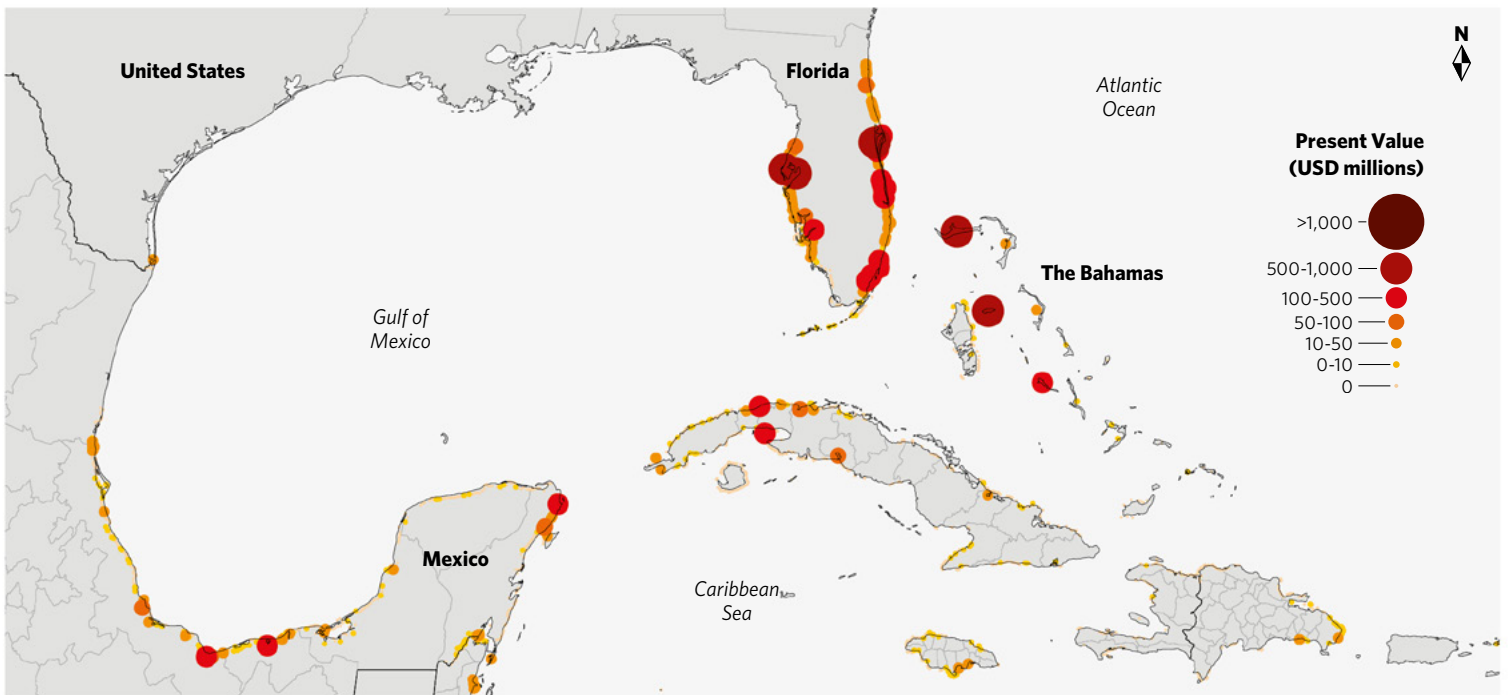 United States
Florida
Atlantic
Ocean
N
Present Value
(USD millions)
>1,000
500-1,000
100-500
50-100
10-50
0-10
0
The Bahamas
Gulf of
Mexico
Mexico
Caribbean
Sea